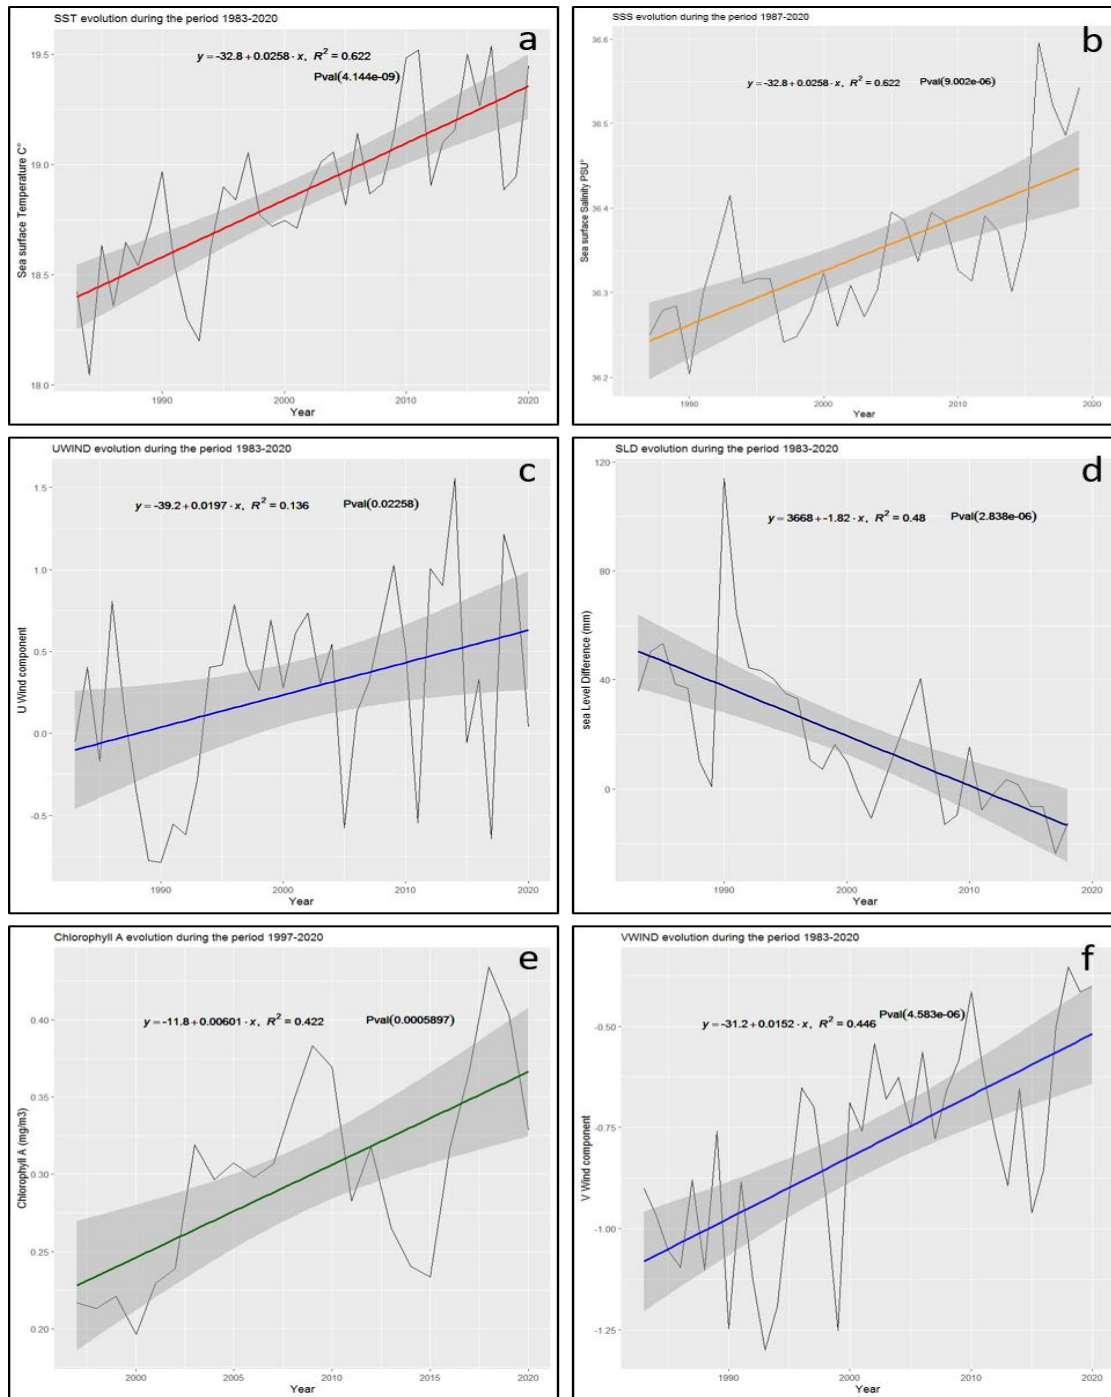 SST evolution during the period 1983-2020
a
y = -32.8 + 0.0258 · x, R² = 0.622
Pval(4.144e-09)
Sea surface Temperature C°
19.5
19.0
18.5
18.0
1990
2000
2010
2020
Year
SSS evolution during the period 1987-2020
b
y = -32.8 + 0.0258 · x, R² = 0.622 Pval(9.002e-06)
Sea surface Salinity PSU°
36.6
36.5
36.4
36.3
36.2
1990
2000
2010
2020
Year
UWIND evolution during the period 1983-2020
c
y = -39.2 + 0.0197 · x, R² = 0.136 Pval(0.02258)
U Wind component
1.5
1.0
0.5
0.0
-0.5
1990
2000
2010
2020
Year
SLD evolution during the period 1983-2020
d
y = 3668 + -1.82 · x, R² = 0.48 Pval(2.838e-06)
sea Level Difference (mm)
120
80
40
0
1990
2000
2010
2020
Year
Chlorophyll A evolution during the period 1997-2020
e
y = -11.8 + 0.00601 · x, R² = 0.422 Pval(0.0005897)
Chlorophyll A (mg/m3)
0.40
0.35
0.30
0.25
0.20
2000
2005
2010
2015
2020
Year
VWIND evolution during the period 1983-2020
f
y = -31.2 + 0.0152 · x, R² = 0.446 Pval(4.583e-06)
V Wind component
-0.50
-0.75
-1.00
-1.25
1990
2000
2010
2020
Year